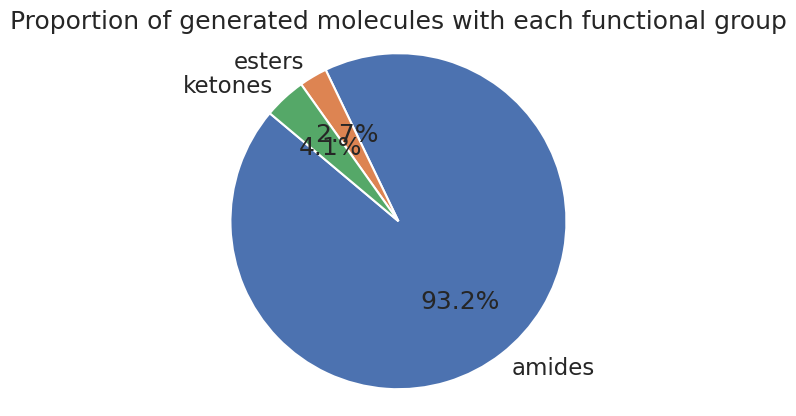 Proportion of generated molecules with each functional group
esters
ketones
2.7%
4.1%
93.2%
amides